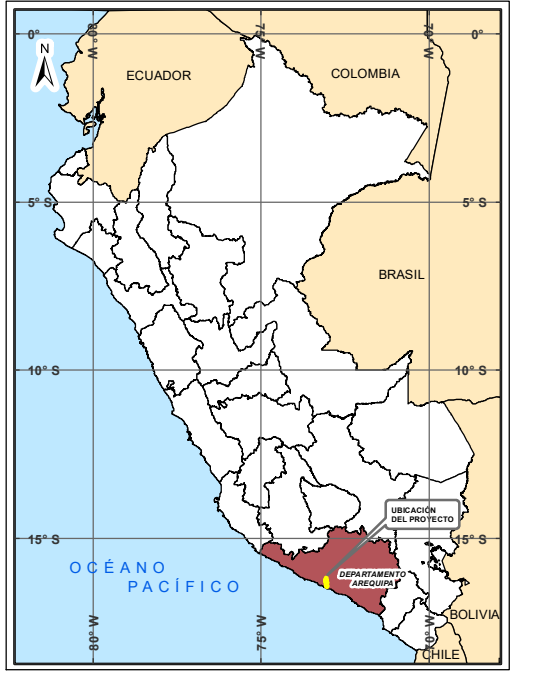 80° W
75° W
70° W
0°
0°
N
ECUADOR
COLOMBIA
5° S
5° S
BRASIL
10° S
10° S
UBICACIÓN
DEL PROYECTO
15° S
15° S
OCÉANO
PACÍFICO
DEPARTAMENTO
AREQUIPA
BOLIVIA
80° W
75° W
70° W
CHILE